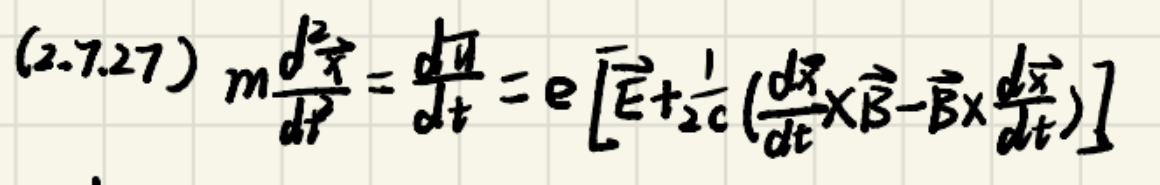 (2.7.27) m d²x⃗/dt² = dΠ⃗/dt = e[E⃗ + 1/2c (dx⃗/dt × B⃗ − B⃗ × dx⃗/dt)]